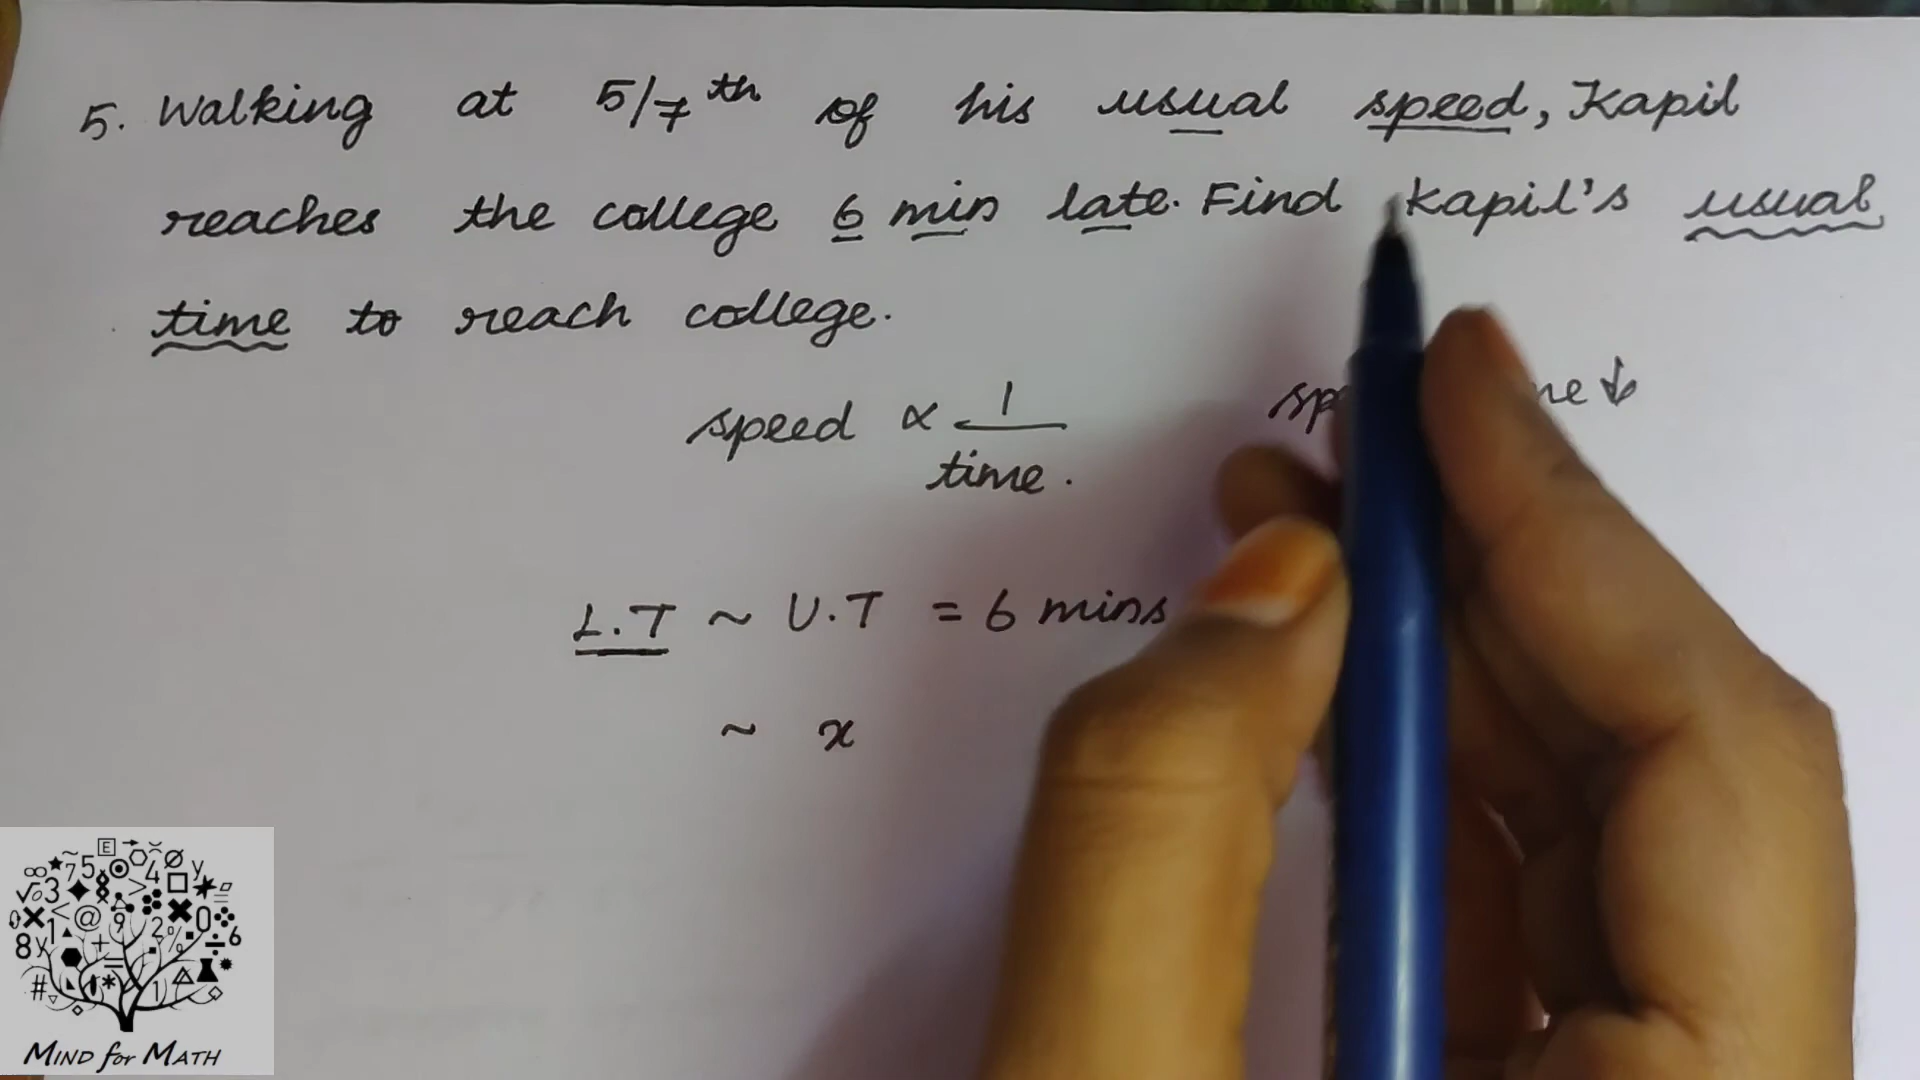 5. Walking at 5/7th of his usual speed, Kapil
reaches the college 6 min late. Find Kapil's usual
time to reach college.
speed ∝ 1
time.
L.T ~ U.T = 6 mins
~ x
MIND for MATH